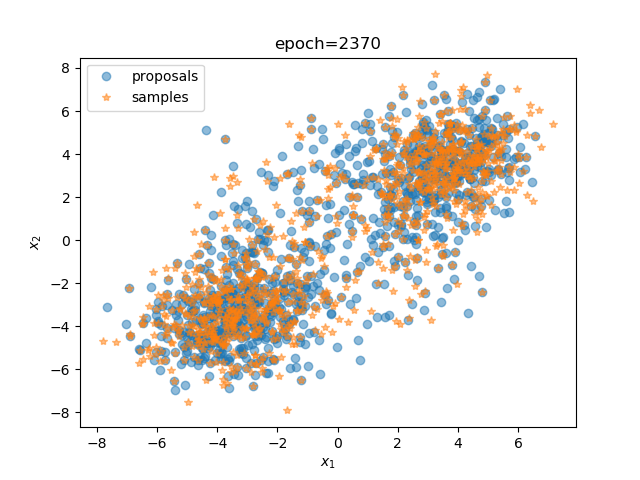 epoch=2370
proposals
samples
8
6
4
2
0
−2
−4
−6
−8
x₂
−8 −6 −4 −2 0 2 4 6
x₁